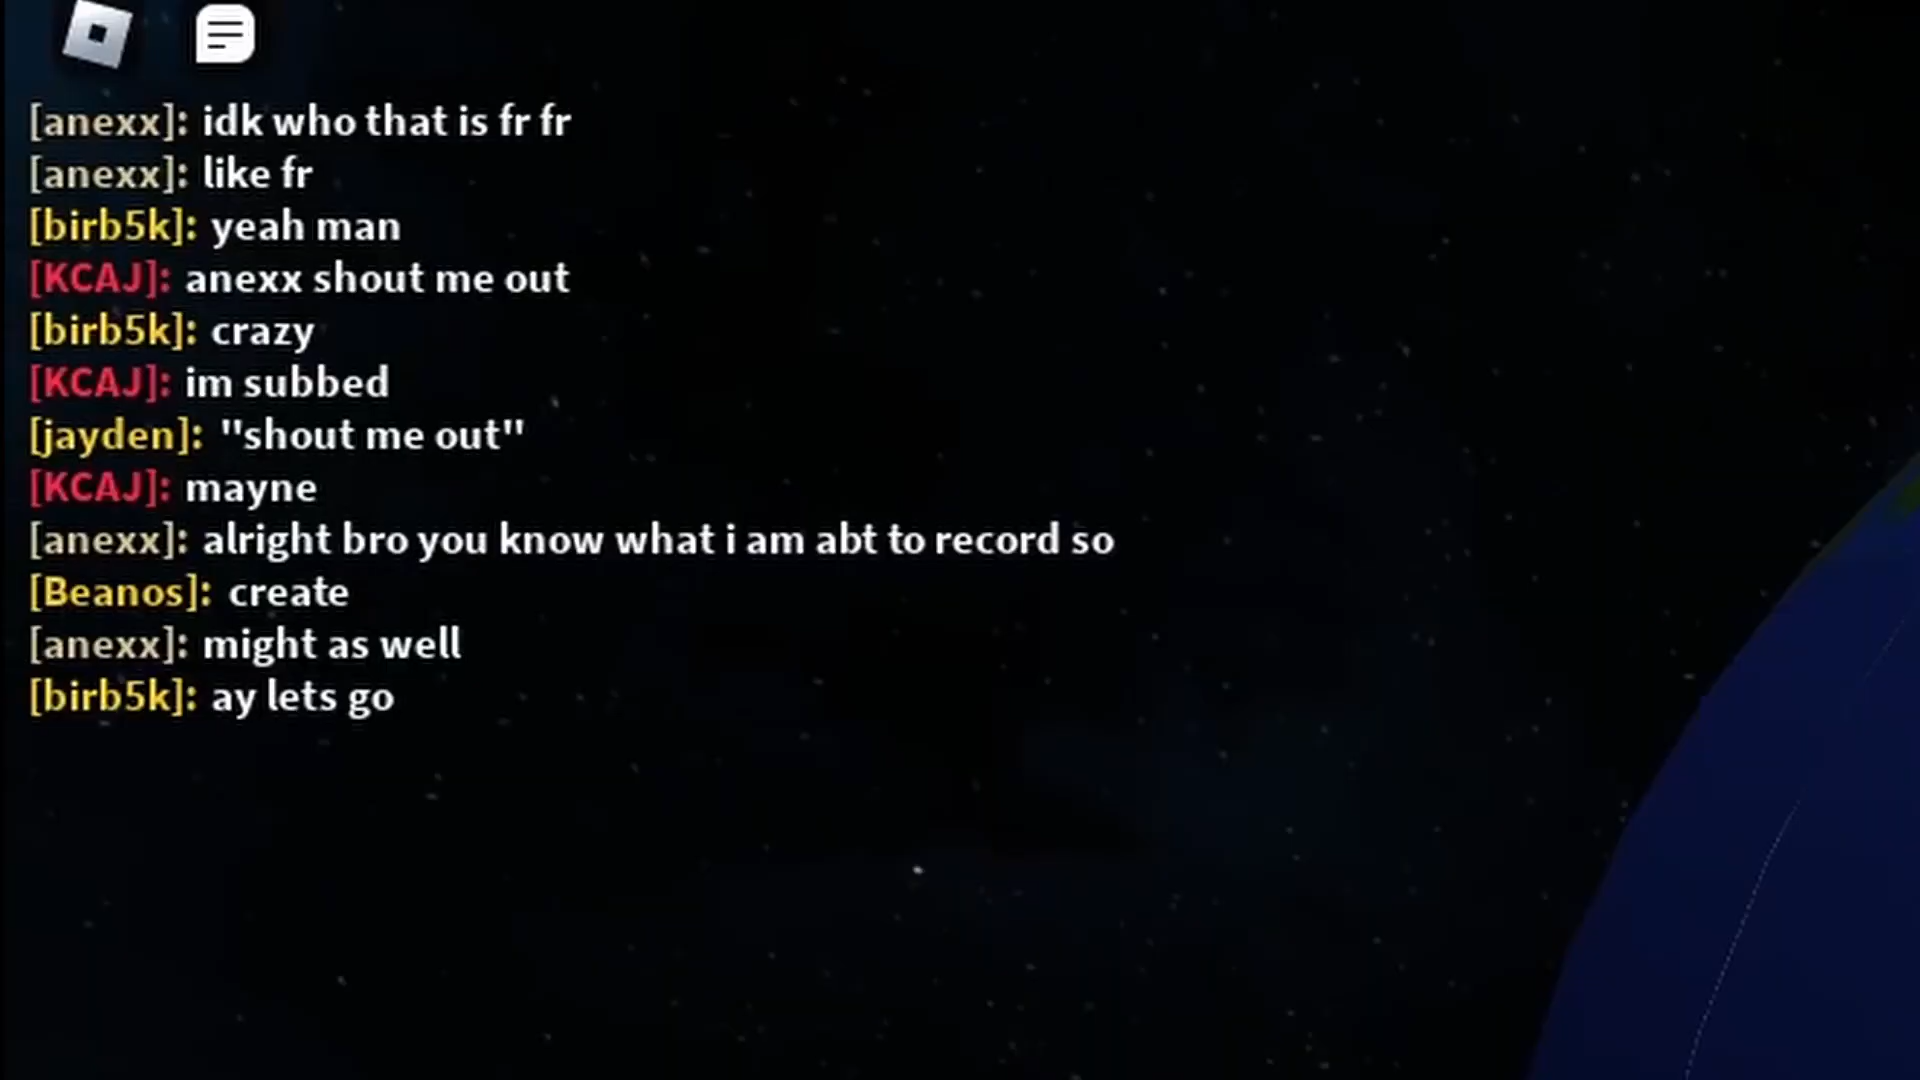 [anexx]: idk who that is fr fr
[anexx]: like fr
[birb5k]: yeah man
[KCAJ]: anexx shout me out
[birb5k]: crazy
[KCAJ]: im subbed
[jayden]: "shout me out"
[KCAJ]: mayne
[anexx]: alright bro you know what i am abt to record so
[Beanos]: create
[anexx]: might as well
[birb5k]: ay lets go